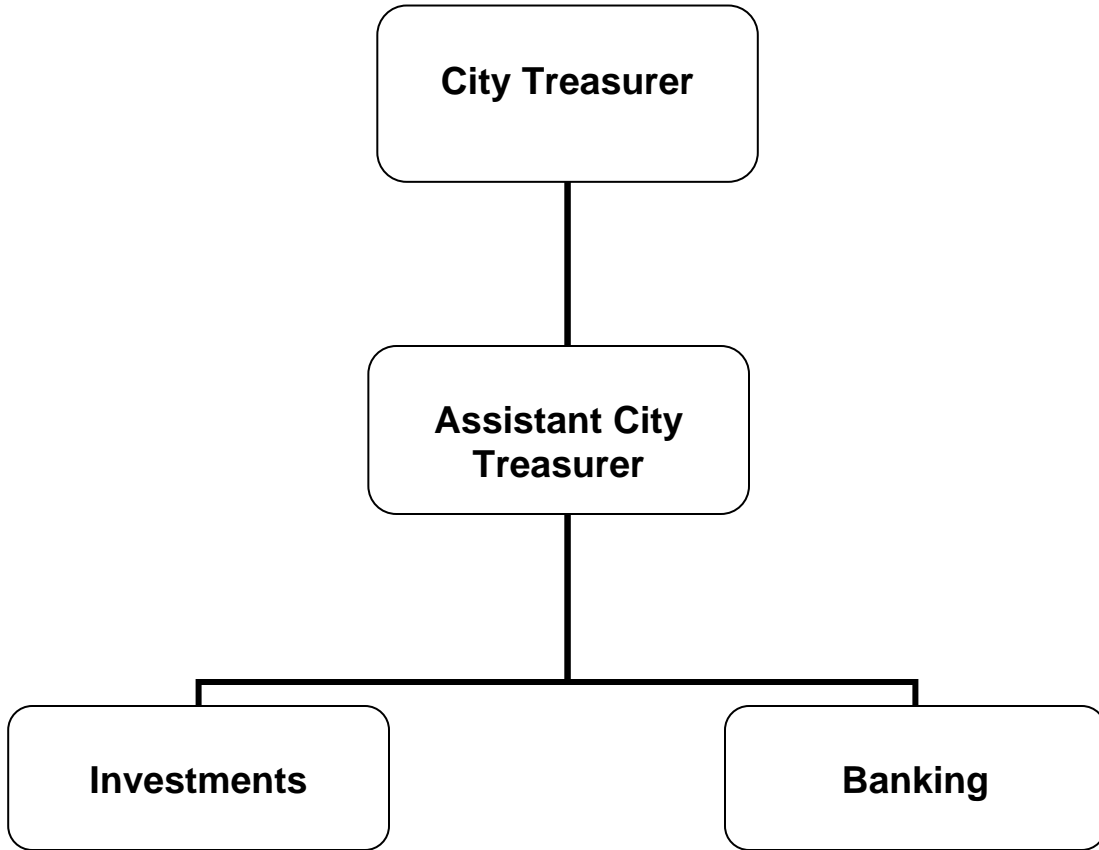 City Treasurer
Assistant City
Treasurer
Investments
Banking